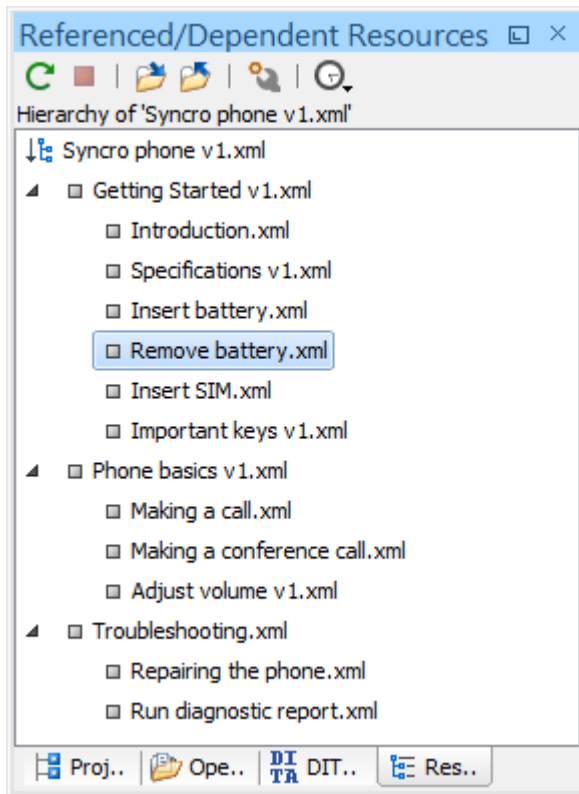 Referenced/Dependent Resources
Hierarchy of 'Syncro phone v1.xml'
Syncro phone v1.xml
Getting Started v1.xml
Introduction.xml
Specifications v1.xml
Insert battery.xml
Remove battery.xml
Insert SIM.xml
Important keys v1.xml
Phone basics v1.xml
Making a call.xml
Making a conference call.xml
Adjust volume v1.xml
Troubleshooting.xml
Repairing the phone.xml
Run diagnostic report.xml
Proj.. Ope.. DITA DIT.. Res..